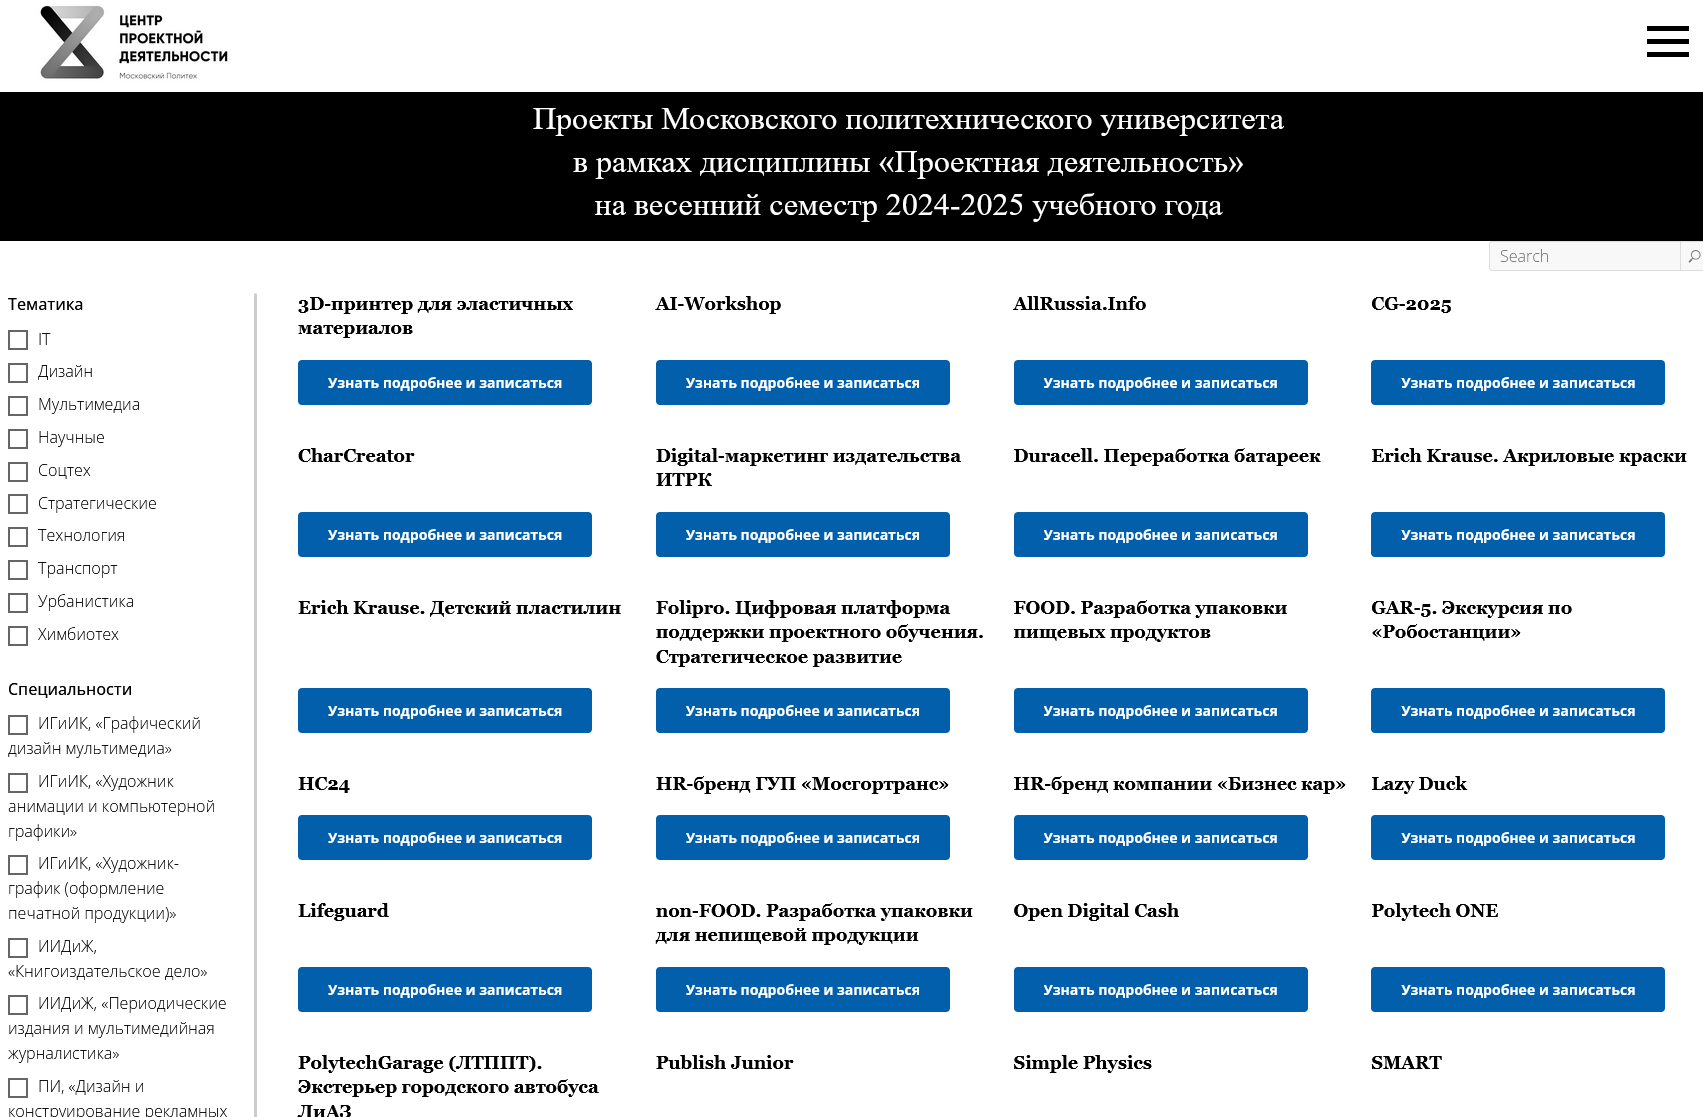 ЦЕНТР
ПРОЕКТНОЙ
ДЕЯТЕЛЬНОСТИ
Московский Политех
Проекты Московского политехнического университета
в рамках дисциплины «Проектная деятельность»
на весенний семестр 2024-2025 учебного года
Search
Тематика
IT
Дизайн
Мультимедиа
Научные
Соцтех
Стратегические
Технология
Транспорт
Урбанистика
Химбиотех
Специальности
ИГиИК, «Графический
дизайн мультимедиа»
ИГиИК, «Художник
анимации и компьютерной
графики»
ИГиИК, «Художник-
график (оформление
печатной продукции)»
ИИДиЖ,
«Книгоиздательское дело»
ИИДиЖ, «Периодические
издания и мультимедийная
журналистика»
ПИ, «Дизайн и
конструирование рекламных
3D-принтер для эластичных
материалов
Узнать подробнее и записаться
AI-Workshop
Узнать подробнее и записаться
AllRussia.Info
Узнать подробнее и записаться
CG-2025
Узнать подробнее и записаться
CharCreator
Узнать подробнее и записаться
Digital-маркетинг издательства
ИТРК
Узнать подробнее и записаться
Duracell. Переработка батареек
Узнать подробнее и записаться
Erich Krause. Акриловые краски
Узнать подробнее и записаться
Erich Krause. Детский пластилин
Узнать подробнее и записаться
Folipro. Цифровая платформа
поддержки проектного обучения.
Стратегическое развитие
Узнать подробнее и записаться
FOOD. Разработка упаковки
пищевых продуктов
Узнать подробнее и записаться
GAR-5. Экскурсия по
«Робостанции»
Узнать подробнее и записаться
HC24
Узнать подробнее и записаться
HR-бренд ГУП «Мосгортранс»
Узнать подробнее и записаться
HR-бренд компании «Бизнес кар»
Узнать подробнее и записаться
Lazy Duck
Узнать подробнее и записаться
Lifeguard
Узнать подробнее и записаться
non-FOOD. Разработка упаковки
для непищевой продукции
Узнать подробнее и записаться
Open Digital Cash
Узнать подробнее и записаться
Polytech ONE
Узнать подробнее и записаться
PolytechGarage (ЛТППТ).
Экстерьер городского автобуса
ЛиАЗ
Publish Junior
Simple Physics
SMART